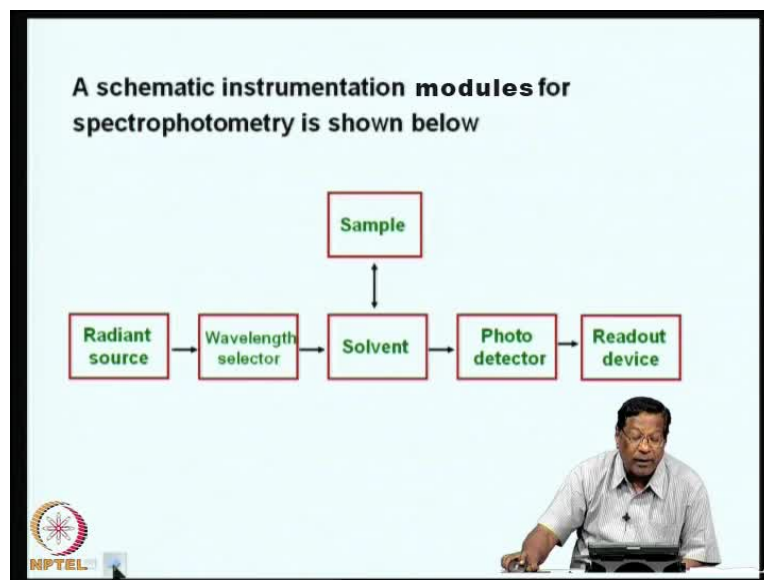 A schematic instrumentation modules for
spectrophotometry is shown below
Sample
Radiant
source
Wavelength
selector
Solvent
Photo
detector
Readout
device
NPTEL